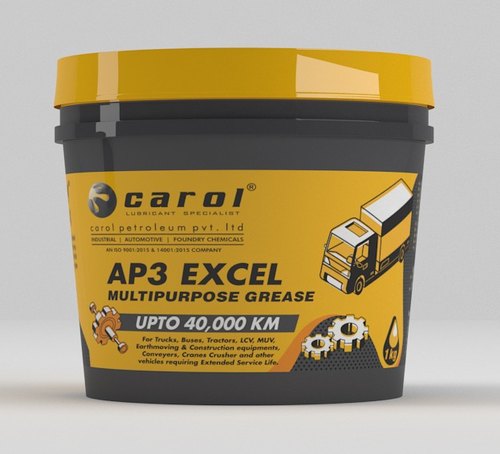 carol®
LUBRICANT SPECIALIST
carol petroleum pvt. ltd
INDUSTRIAL | AUTOMOTIVE | FOUNDRY CHEMICALS
AN ISO 9001:2015 & 14001:2015 COMPANY
AP3 EXCEL
MULTIPURPOSE GREASE
UPTO 40,000 KM
For Trucks, Buses, Tractors, LCV, MUV,
Earthmoving & Construction equipments,
Conveyers, Cranes Crusher and other
vehicles requiring Extended Service Life.
1kg